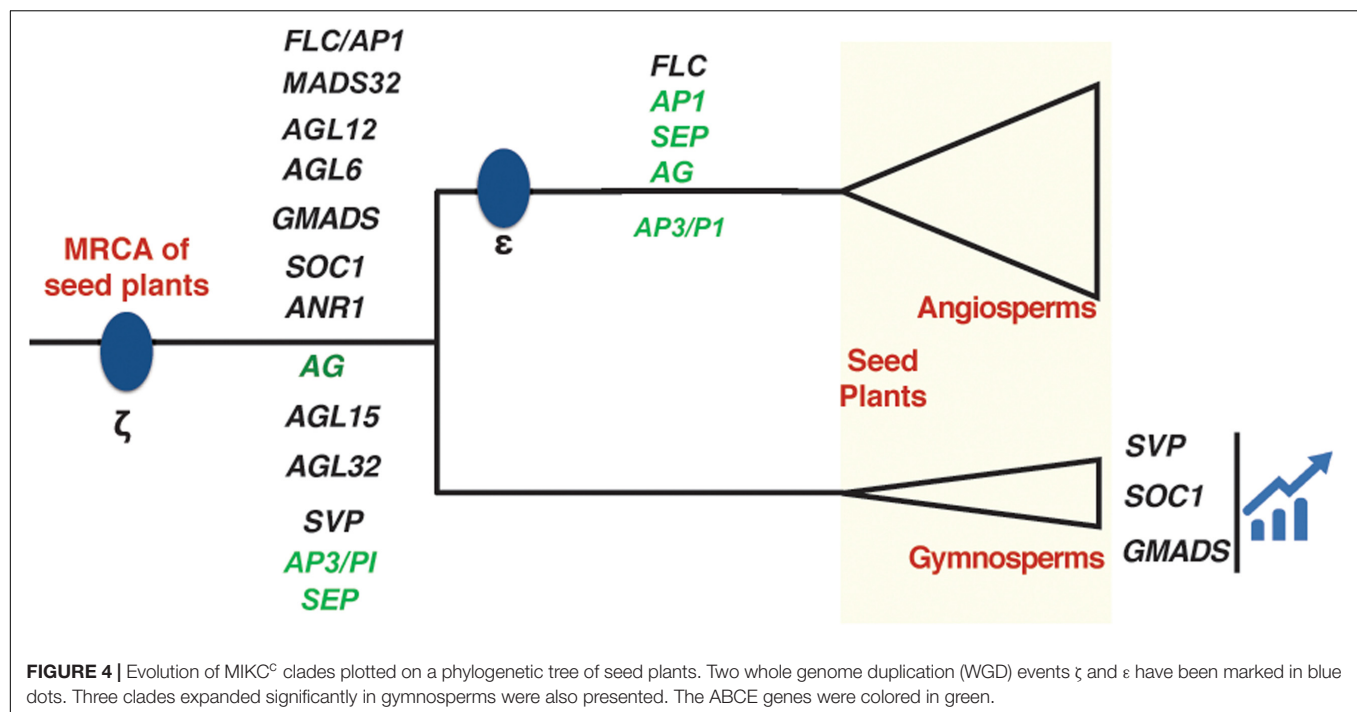 FLC/AP1
MADS32
AGL12
AGL6
GMADS
SOC1
ANR1
MRCA of
seed plants
ζ
AG
AGL15
AGL32
SVP
AP3/PI
SEP
ε
FLC
AP1
SEP
AG
AP3/P1
Angiosperms
Seed
Plants
Gymnosperms
SVP
SOC1
GMADS
FIGURE 4 | Evolution of MIKCᶜ clades plotted on a phylogenetic tree of seed plants. Two whole genome duplication (WGD) events ζ and ε have been marked in blue
dots. Three clades expanded significantly in gymnosperms were also presented. The ABCE genes were colored in green.